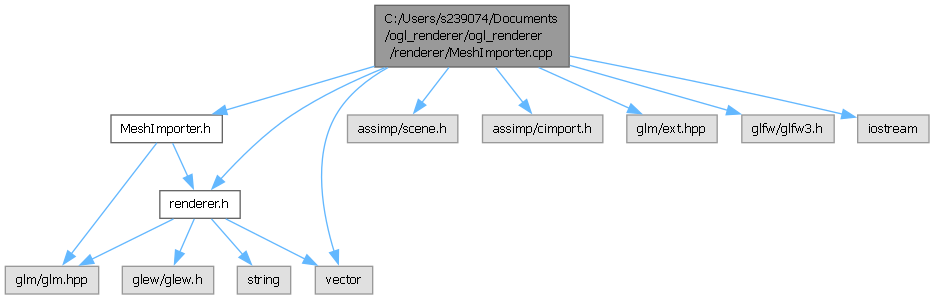 C:/Users/s239074/Documents
/ogl_renderer/ogl_renderer
/renderer/MeshImporter.cpp
MeshImporter.h
assimp/scene.h
assimp/cimport.h
glm/ext.hpp
glfw/glfw3.h
iostream
renderer.h
glm/glm.hpp
glew/glew.h
string
vector